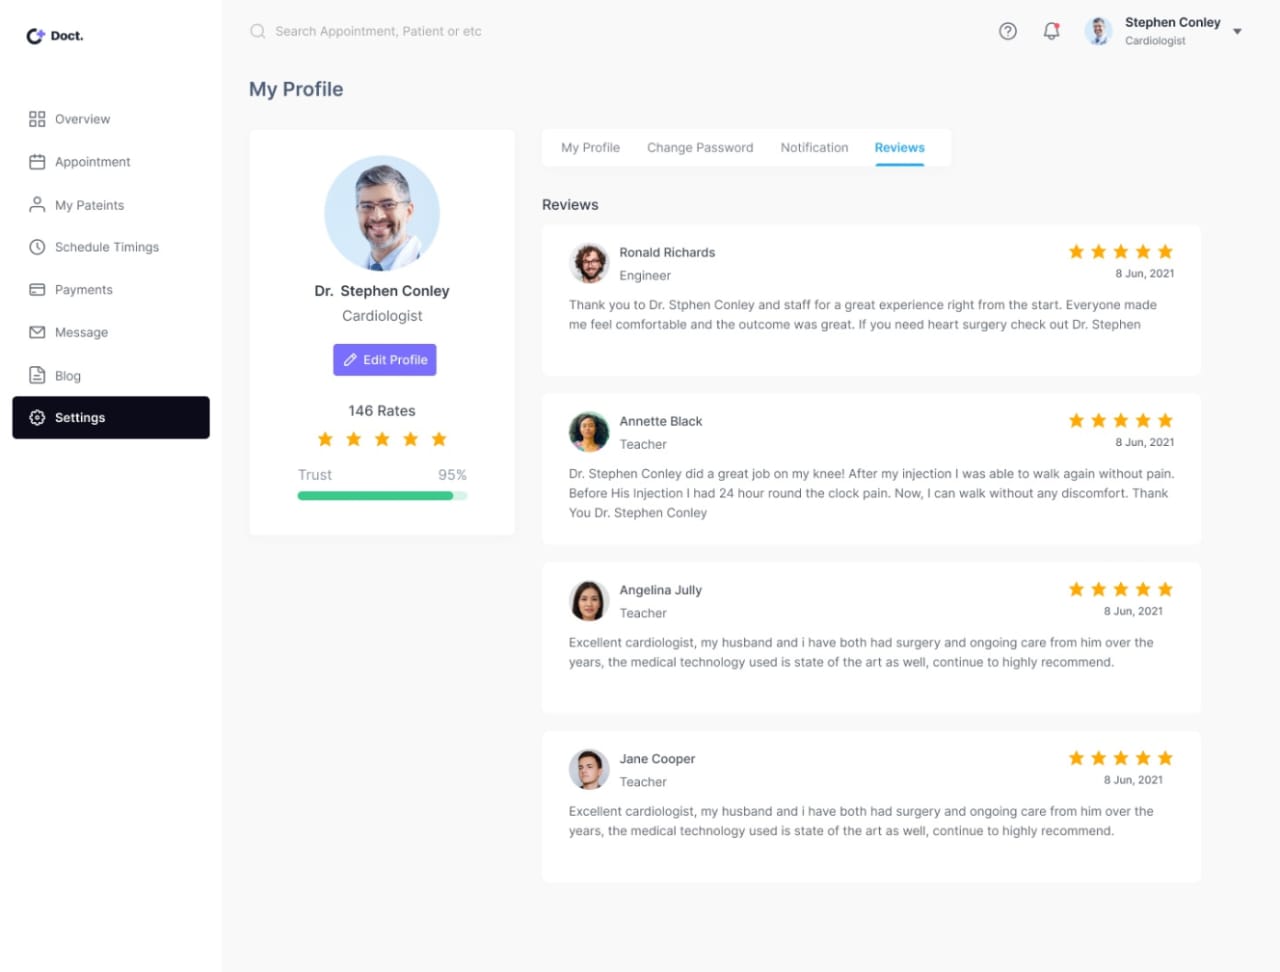 Doct.
Search Appointment, Patient or etc
Stephen Conley
Cardiologist
Overview
Appointment
My Pateints
Schedule Timings
Payments
Message
Blog
Settings
My Profile
Dr. Stephen Conley
Cardiologist
Edit Profile
146 Rates
Trust 95%
My Profile Change Password Notification Reviews
Reviews
Ronald Richards
Engineer
8 Jun, 2021
Thank you to Dr. Stphen Conley and staff for a great experience right from the start. Everyone made
me feel comfortable and the outcome was great. If you need heart surgery check out Dr. Stephen
Annette Black
Teacher
8 Jun, 2021
Dr. Stephen Conley did a great job on my knee! After my injection I was able to walk again without pain.
Before His Injection I had 24 hour round the clock pain. Now, I can walk without any discomfort. Thank
You Dr. Stephen Conley
Angelina Jully
Teacher
8 Jun, 2021
Excellent cardiologist, my husband and i have both had surgery and ongoing care from him over the
years, the medical technology used is state of the art as well, continue to highly recommend.
Jane Cooper
Teacher
8 Jun, 2021
Excellent cardiologist, my husband and i have both had surgery and ongoing care from him over the
years, the medical technology used is state of the art as well, continue to highly recommend.